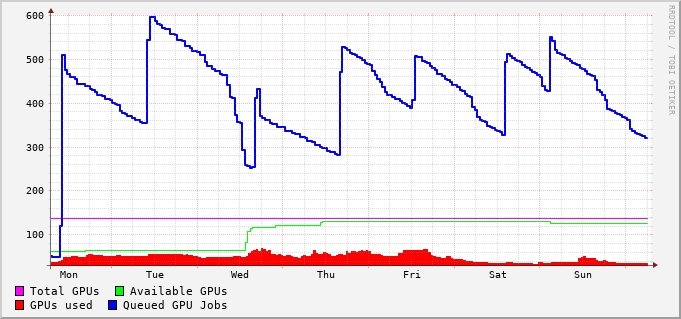 600
500
400
300
200
100
Mon Tue Wed Thu Fri Sat Sun
Total GPUs Available GPUs
GPUs used Queued GPU Jobs
RRDTOOL / TOBI OETIKER